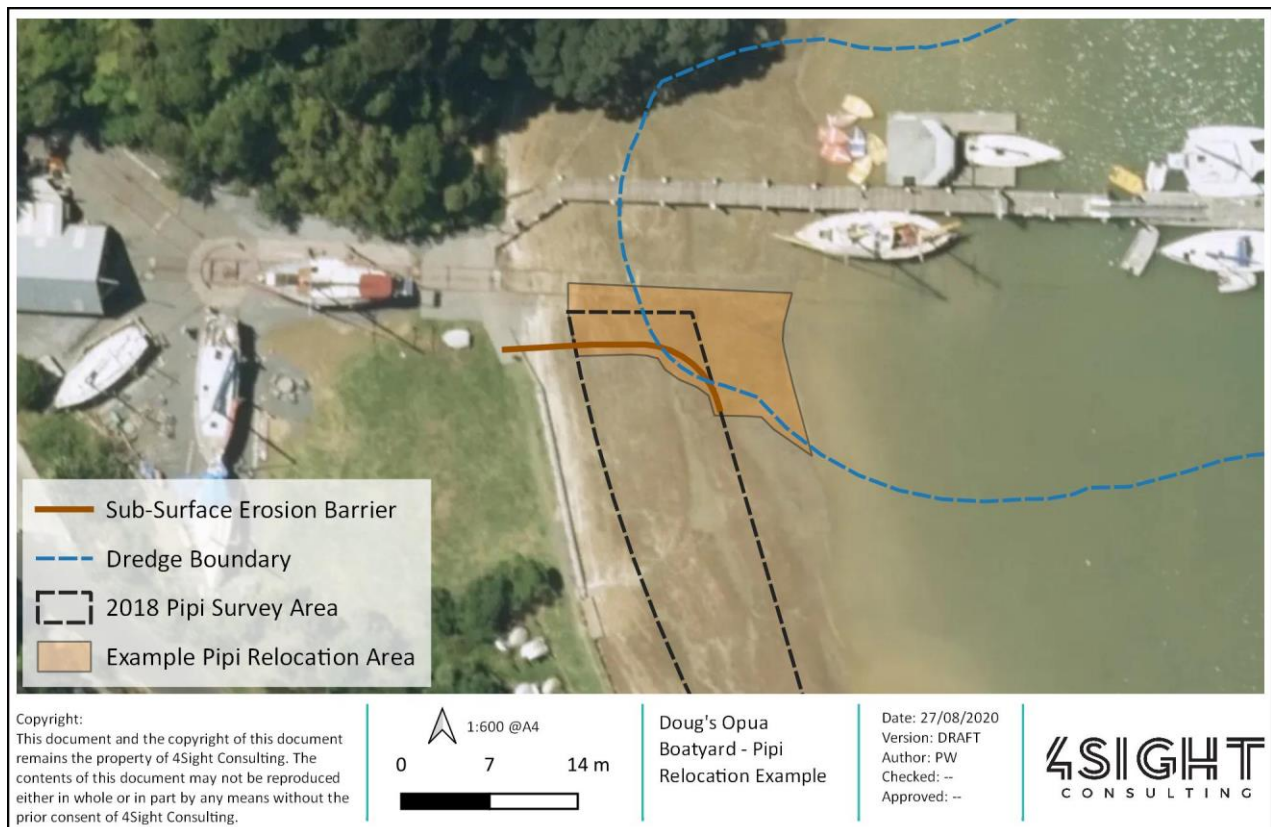 Sub-Surface Erosion Barrier
Dredge Boundary
2018 Pipi Survey Area
Example Pipi Relocation Area
Copyright:
This document and the copyright of this document
remains the property of 4Sight Consulting. The
contents of this document may not be reproduced
either in whole or in part by any means without the
prior consent of 4Sight Consulting.
1:600 @A4
0 7 14 m
Doug's Opua
Boatyard - Pipi
Relocation Example
Date: 27/08/2020
Version: DRAFT
Author: PW
Checked: --
Approved: --
4SIGHT
CONSULTING